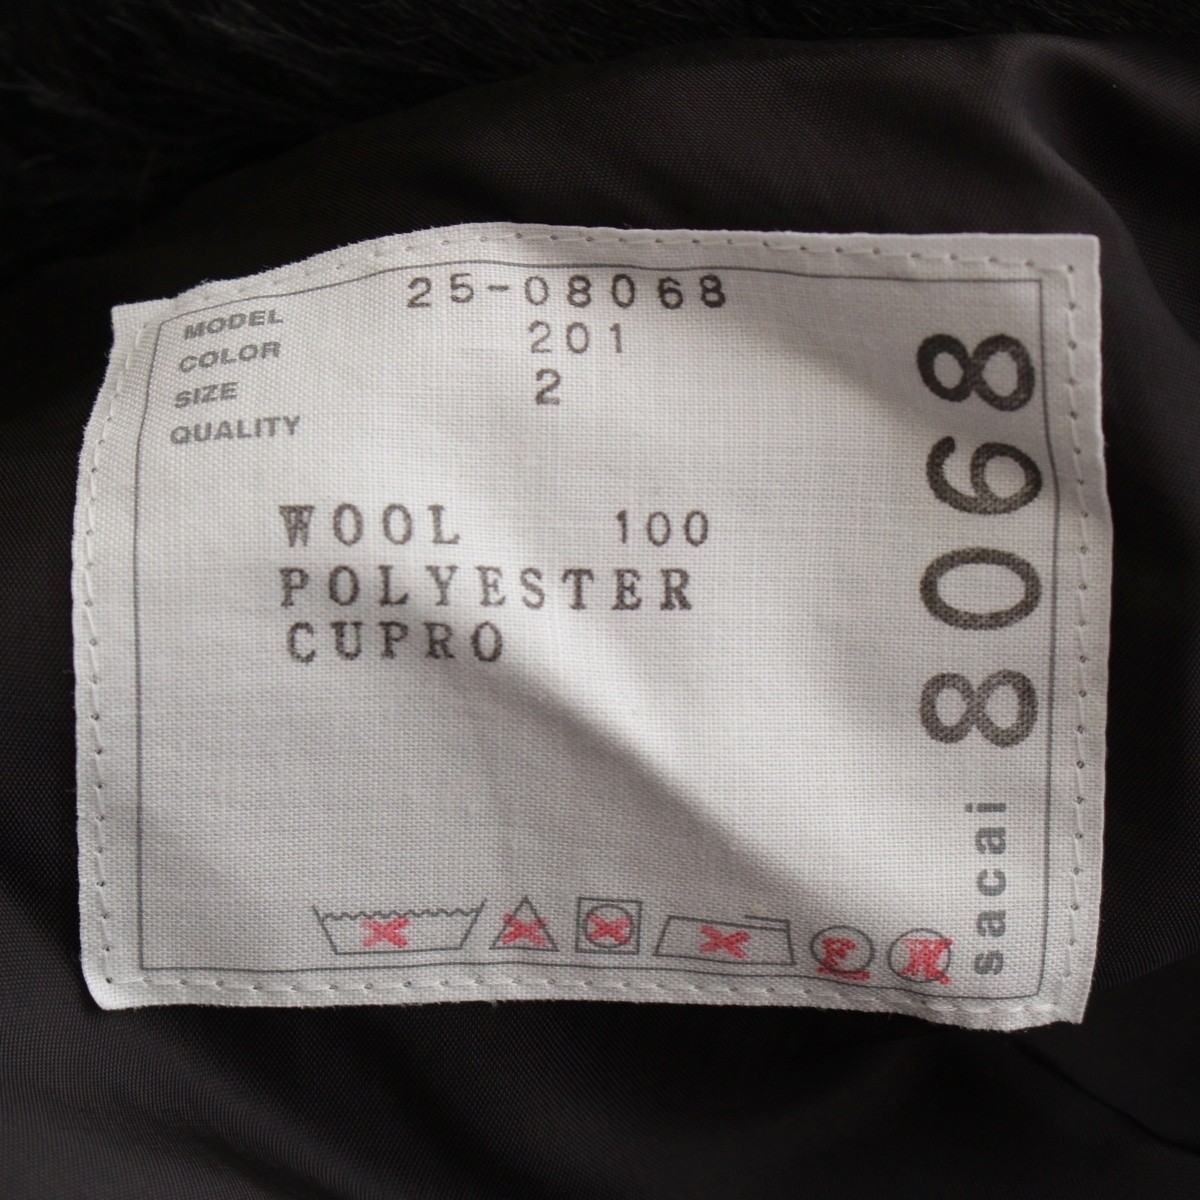 MODEL 25-08068
COLOR 201
SIZE 2
QUALITY
WOOL 100
POLYESTER
CUPRO
sacai 8068
F
W